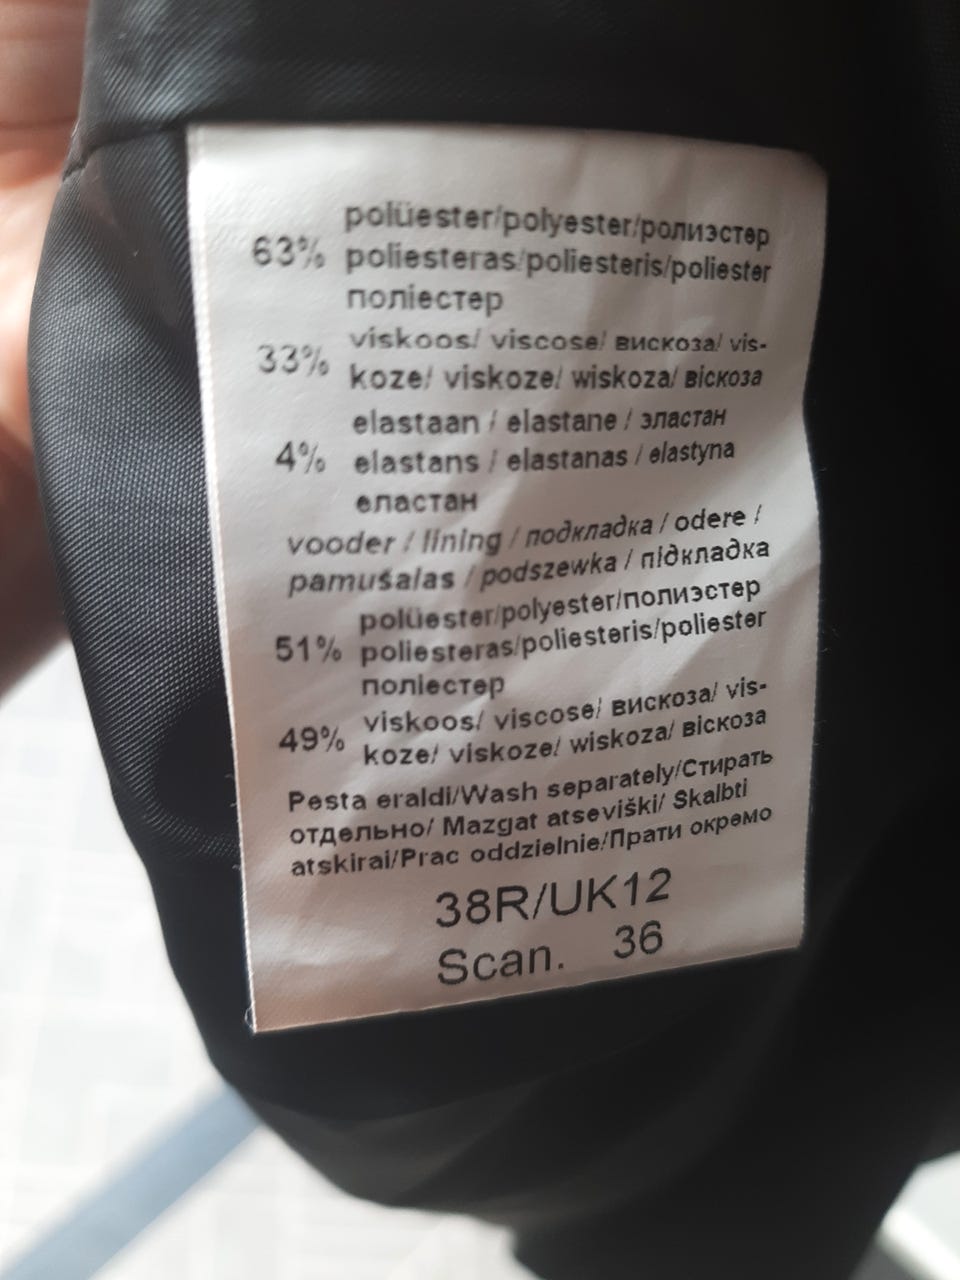 63% polüester/polyester/полиэстер
poliesteras/poliesteris/poliester
поліестер
33% viskoos/ viscose/ вискоза/ vis-
koze/ viskoze/ wiskoza/ віскоза
elastaan / elastane / эластан
4% elastans / elastanas / elastyna
еластан
vooder / lining / подкладка / odere /
pamušalas / podszewka / підкладка
polüester/polyester/полиэстер
51% poliesteras/poliesteris/poliester
поліестер
49% viskoos/ viscose/ вискоза/ vis-
koze/ viskoze/ wiskoza/ віскоза
Pesta eraldi/Wash separately/Стирать
отдельно/ Mazgat atsevišķi/ Skalbti
atskirai/Prac oddzielnie/Прати окремо
38R/UK12
Scan. 36